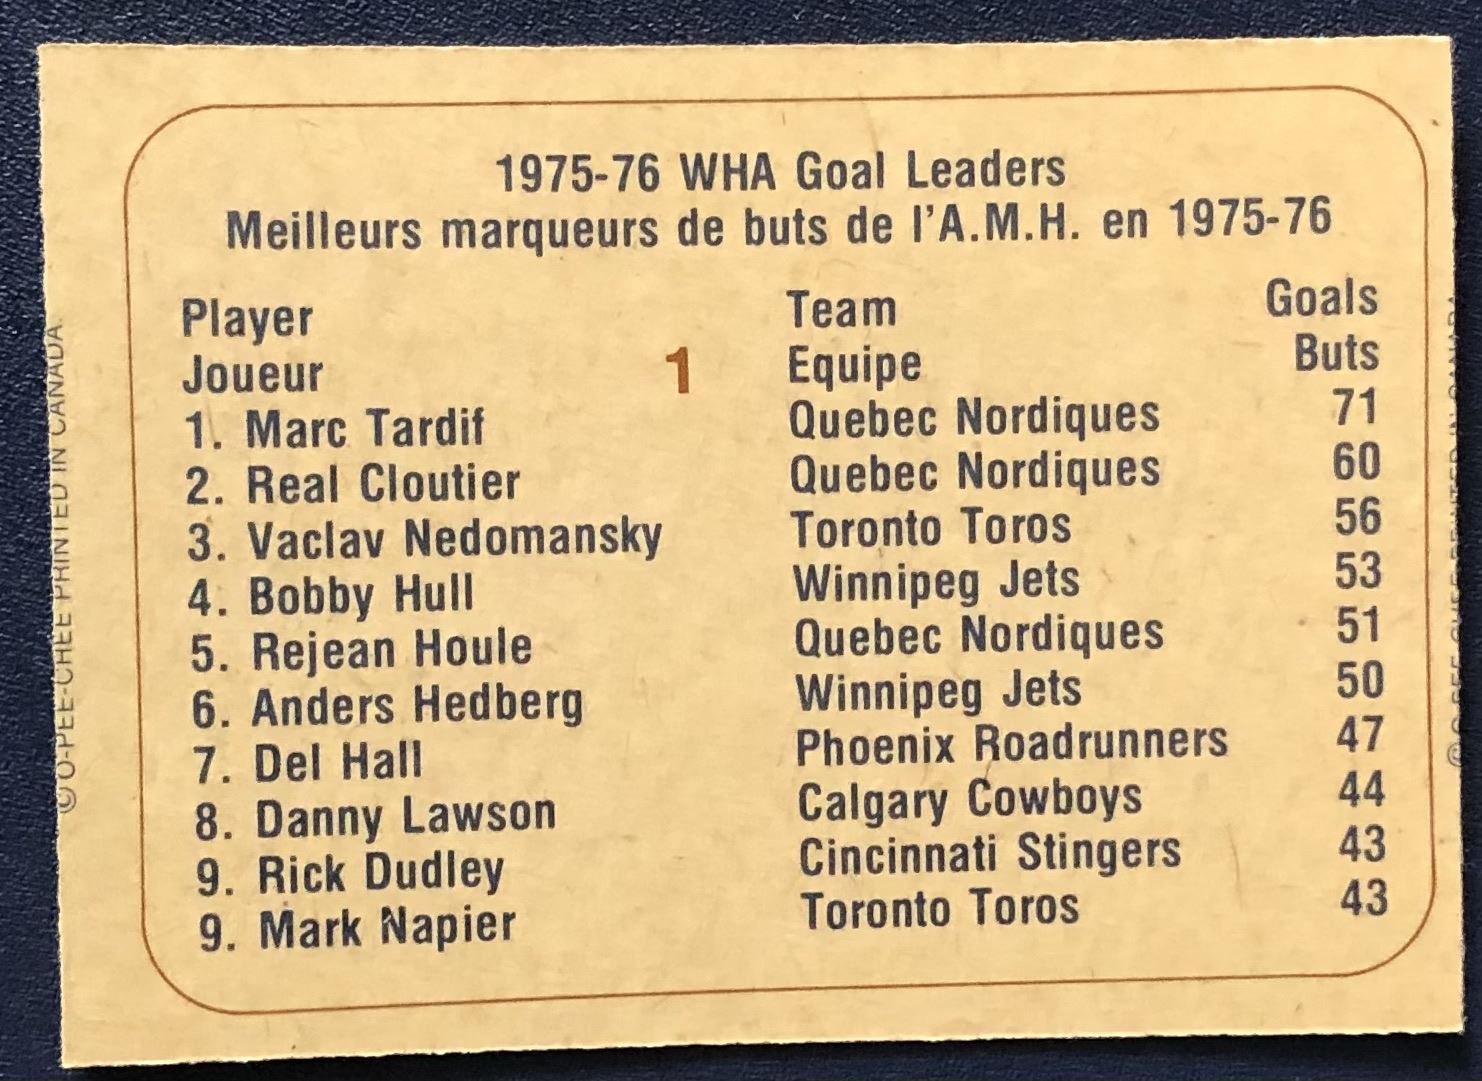 1975-76 WHA Goal Leaders
Meilleurs marqueurs de buts de l'A.M.H. en 1975-76
Player Team Goals
Joueur 1 Equipe Buts
1. Marc Tardif Quebec Nordiques 71
2. Real Cloutier Quebec Nordiques 60
3. Vaclav Nedomansky Toronto Toros 56
4. Bobby Hull Winnipeg Jets 53
5. Rejean Houle Quebec Nordiques 51
6. Anders Hedberg Winnipeg Jets 50
7. Del Hall Phoenix Roadrunners 47
8. Danny Lawson Calgary Cowboys 44
9. Rick Dudley Cincinnati Stingers 43
9. Mark Napier Toronto Toros 43
© O-PEE-CHEE PRINTED IN CANADA